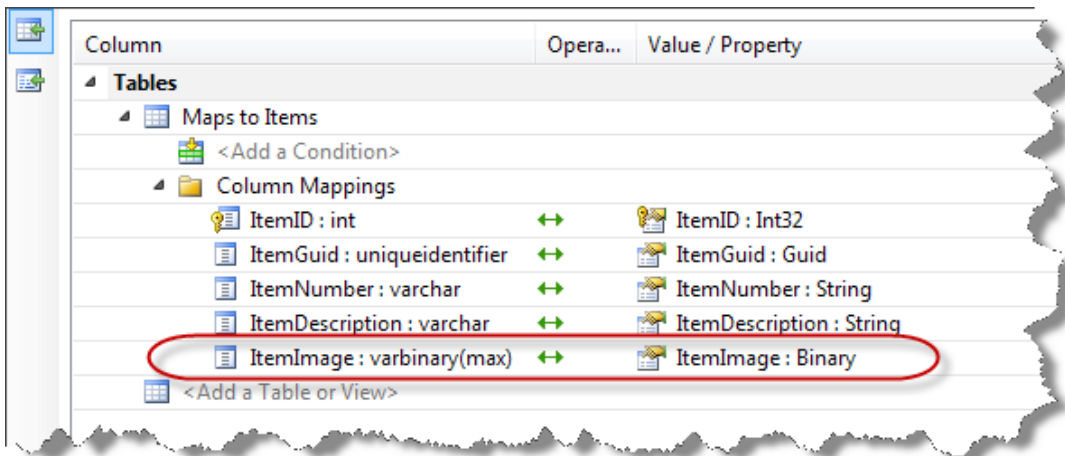 Column Opera... Value / Property
Tables
Maps to Items
<Add a Condition>
Column Mappings
ItemID : int ItemID : Int32
ItemGuid : uniqueidentifier ItemGuid : Guid
ItemNumber : varchar ItemNumber : String
ItemDescription : varchar ItemDescription : String
ItemImage : varbinary(max) ItemImage : Binary
<Add a Table or View>